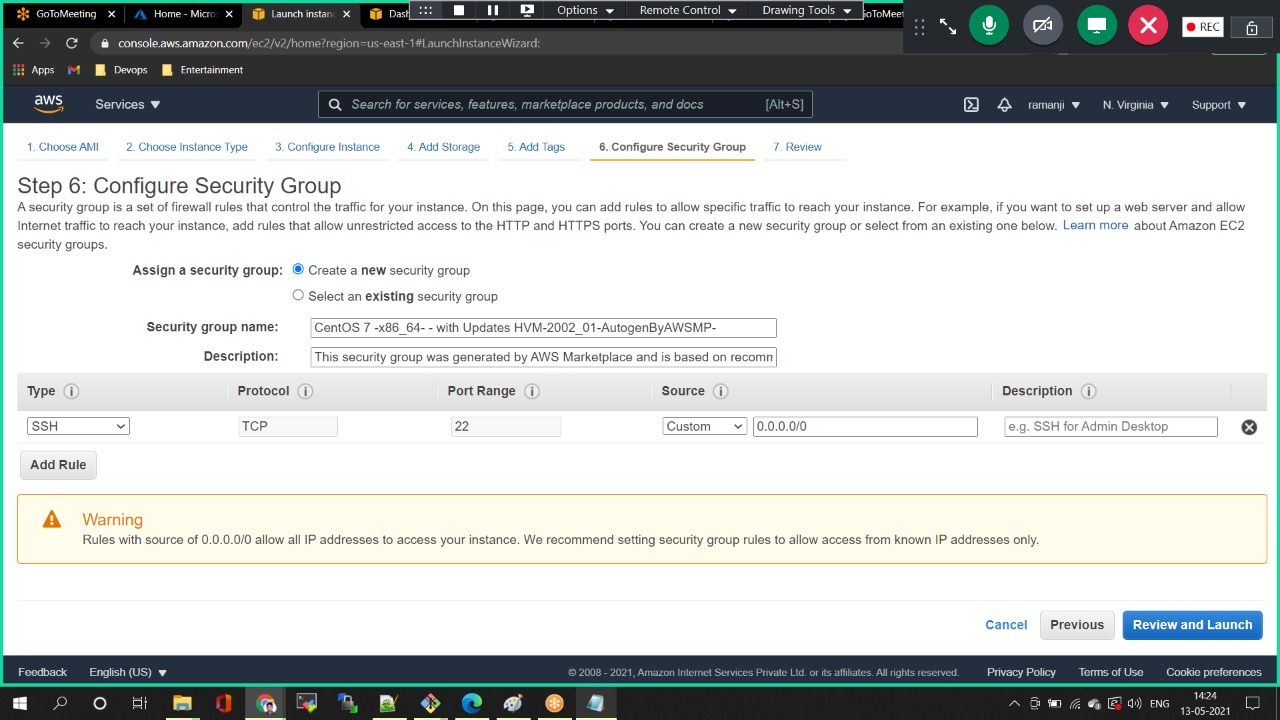 GoToMeeting
Home - Micros
Launch instan
Das
Options
Remote Control
Drawing Tools
GoToMeet
REC
console.aws.amazon.com/ec2/v2/home?region=us-east-1#LaunchInstanceWizard:
Apps
Devops
Entertainment
aws
Services
Search for services, features, marketplace products, and docs
[Alt+S]
ramanji
N. Virginia
Support
1. Choose AMI
2. Choose Instance Type
3. Configure Instance
4. Add Storage
5. Add Tags
6. Configure Security Group
7. Review
Step 6: Configure Security Group
A security group is a set of firewall rules that control the traffic for your instance. On this page, you can add rules to allow specific traffic to reach your instance. For example, if you want to set up a web server and allow
Internet traffic to reach your instance, add rules that allow unrestricted access to the HTTP and HTTPS ports. You can create a new security group or select from an existing one below. Learn more about Amazon EC2
security groups.
Assign a security group:
Create a new security group
Select an existing security group
Security group name:
CentOS 7 -x86_64- - with Updates HVM-2002_01-AutogenByAWSMP-
Description:
This security group was generated by AWS Marketplace and is based on recomm
Type
Protocol
Port Range
Source
Description
SSH
TCP
22
Custom
0.0.0.0/0
e.g. SSH for Admin Desktop
Add Rule
Warning
Rules with source of 0.0.0.0/0 allow all IP addresses to access your instance. We recommend setting security group rules to allow access from known IP addresses only.
Cancel
Previous
Review and Launch
Feedback
English (US)
© 2008 - 2021, Amazon Internet Services Private Ltd. or its affiliates. All rights reserved.
Privacy Policy
Terms of Use
Cookie preferences
ENG
14:24
13-05-2021